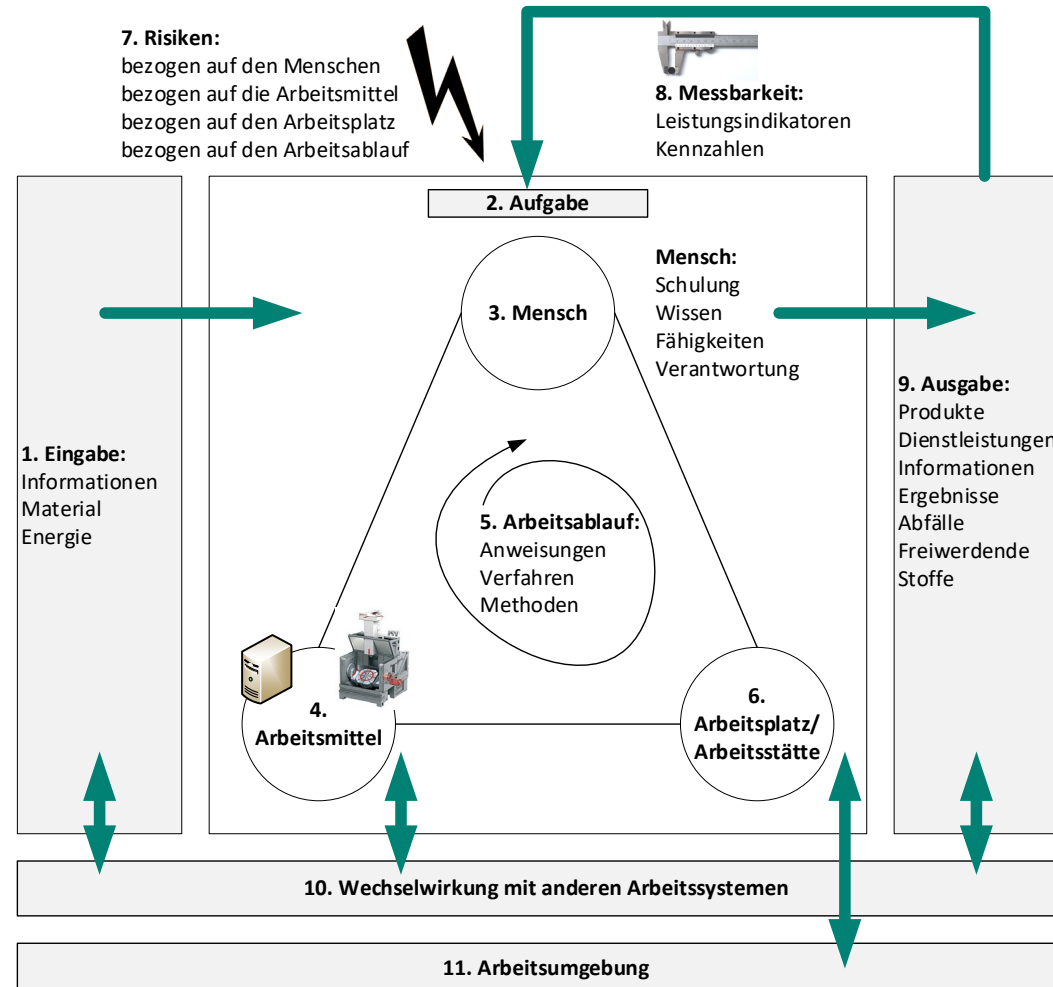 7. Risiken:
bezogen auf den Menschen
bezogen auf die Arbeitsmittel
bezogen auf den Arbeitsplatz
bezogen auf den Arbeitsablauf
8. Messbarkeit:
Leistungsindikatoren
Kennzahlen
2. Aufgabe
3. Mensch
Mensch:
Schulung
Wissen
Fähigkeiten
Verantwortung
1. Eingabe:
Informationen
Material
Energie
5. Arbeitsablauf:
Anweisungen
Verfahren
Methoden
9. Ausgabe:
Produkte
Dienstleistungen
Informationen
Ergebnisse
Abfälle
Freiwerdende
Stoffe
4.
Arbeitsmittel
6.
Arbeitsplatz/
Arbeitsstätte
10. Wechselwirkung mit anderen Arbeitssystemen
11. Arbeitsumgebung